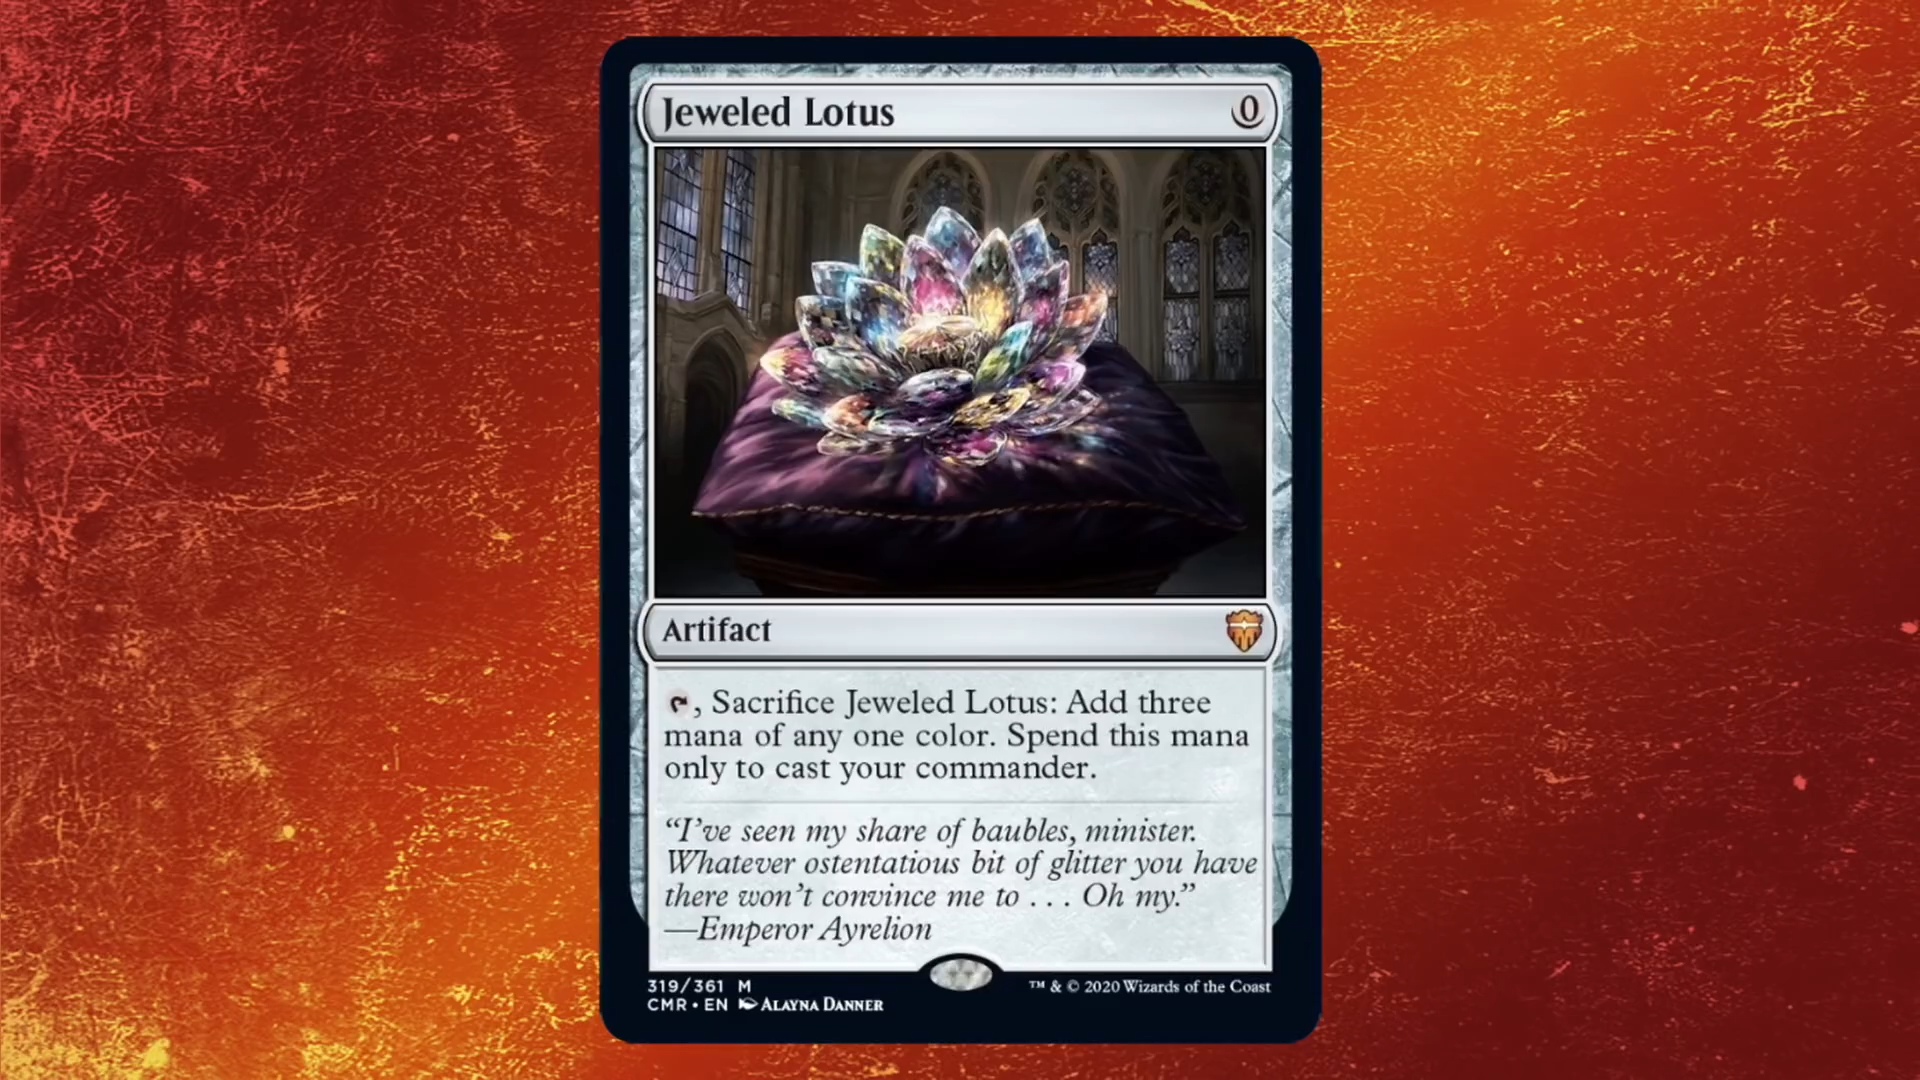 Jeweled Lotus 0
Artifact
, Sacrifice Jeweled Lotus: Add three
mana of any one color. Spend this mana
only to cast your commander.
“I’ve seen my share of baubles, minister.
Whatever ostentatious bit of glitter you have
there won’t convince me to . . . Oh my.”
—Emperor Ayrelion
319/361 M
CMR • EN ALAYNA DANNER
™ & © 2020 Wizards of the Coast